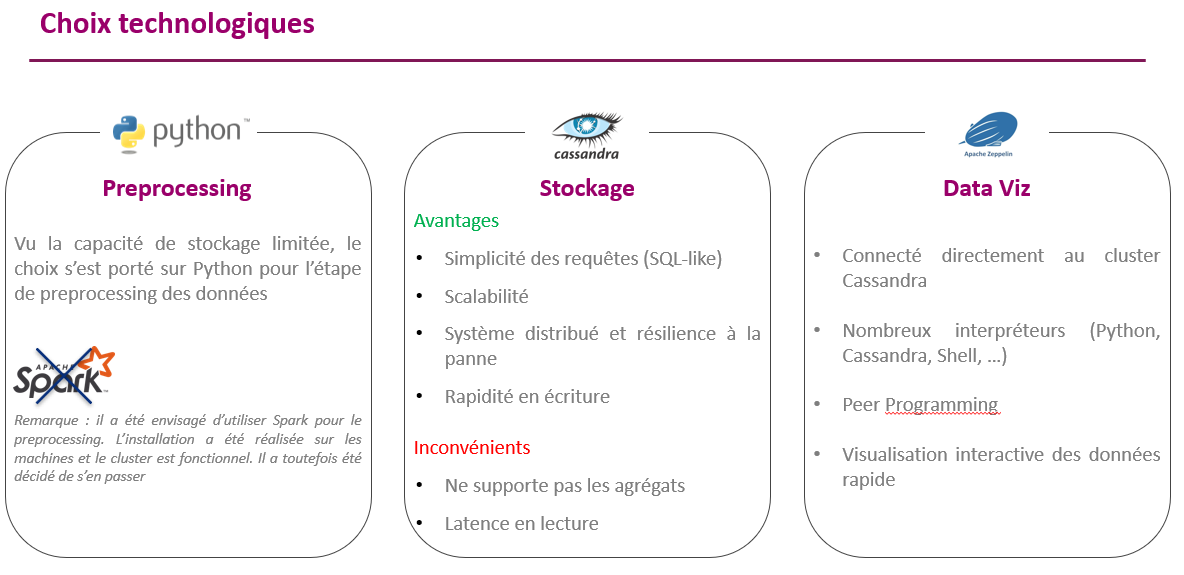 Choix technologiques
python™
Preprocessing
Vu la capacité de stockage limitée, le
choix s’est porté sur Python pour l’étape
de preprocessing des données
APACHE
Spark™
Remarque : il a été envisagé d’utiliser Spark pour le
preprocessing. L’installation a été réalisée sur les
machines et le cluster est fonctionnel. Il a toutefois été
décidé de s’en passer
cassandra
Stockage
Avantages
• Simplicité des requêtes (SQL-like)
• Scalabilité
• Système distribué et résilience à la
panne
• Rapidité en écriture
Inconvénients
• Ne supporte pas les agrégats
• Latence en lecture
Apache Zeppelin
Data Viz
• Connecté directement au cluster
Cassandra
• Nombreux interpréteurs (Python,
Cassandra, Shell, …)
• Peer Programming
• Visualisation interactive des données
rapide